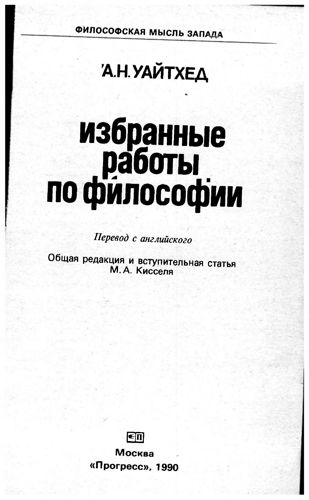 ФИЛОСОФСКАЯ МЫСЛЬ ЗАПАДА
А.Н.УАЙТХЕД
избранные
работы
по философии
Перевод с английского
Общая редакция и вступительная статья
М. А. Кисселя
Москва
«Прогресс», 1990